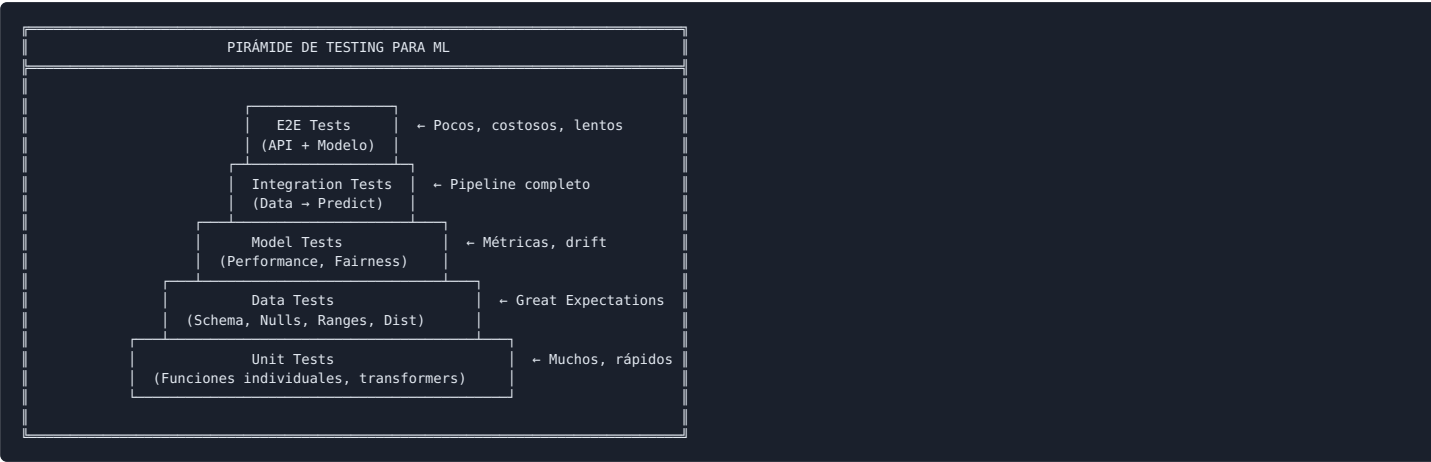 PIRÁMIDE DE TESTING PARA ML
E2E Tests ← Pocos, costosos, lentos
(API + Modelo)
Integration Tests ← Pipeline completo
(Data → Predict)
Model Tests ← Métricas, drift
(Performance, Fairness)
Data Tests ← Great Expectations
(Schema, Nulls, Ranges, Dist)
Unit Tests ← Muchos, rápidos
(Funciones individuales, transformers)